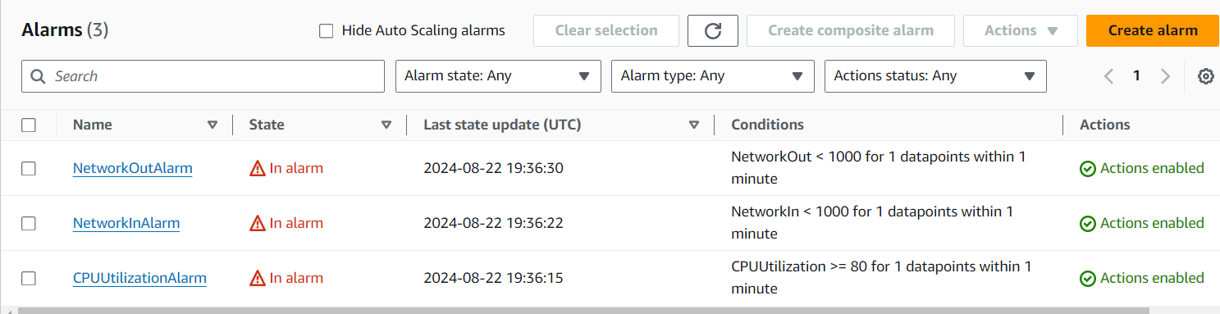 Alarms (3)
Hide Auto Scaling alarms
Clear selection
Create composite alarm
Actions
Create alarm
Search
Alarm state: Any
Alarm type: Any
Actions status: Any
1
Name State Last state update (UTC) Conditions Actions
NetworkOutAlarm In alarm 2024-08-22 19:36:30 NetworkOut < 1000 for 1 datapoints within 1 Actions enabled
minute
NetworkInAlarm In alarm 2024-08-22 19:36:22 NetworkIn < 1000 for 1 datapoints within 1 Actions enabled
minute
CPUUtilizationAlarm In alarm 2024-08-22 19:36:15 CPUUtilization >= 80 for 1 datapoints within 1 Actions enabled
minute